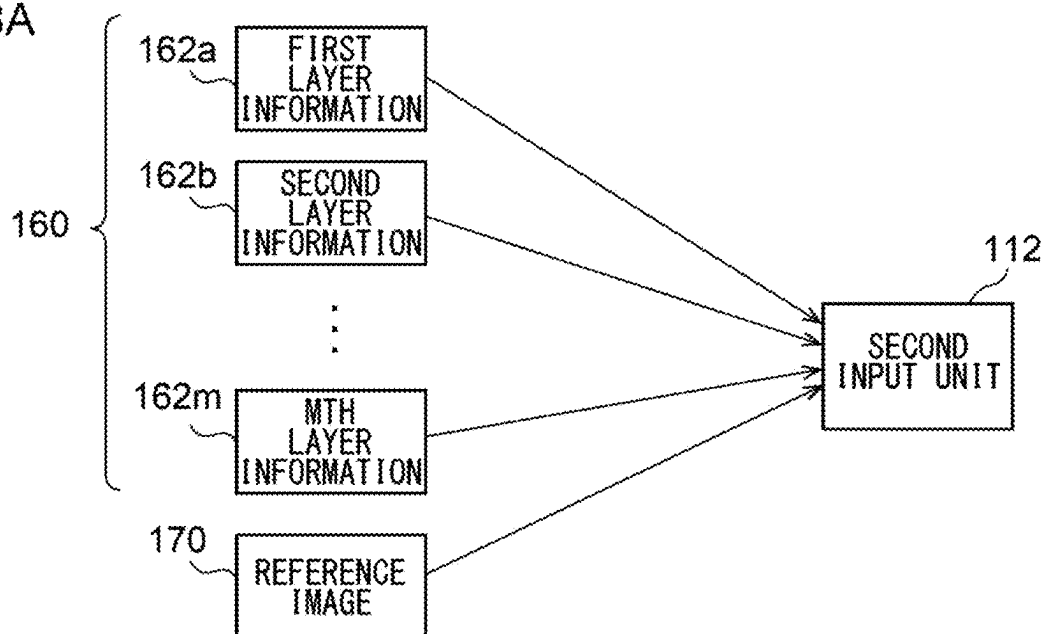 3A
162a
FIRST
LAYER
INFORMATION
162b
SECOND
LAYER
INFORMATION
160
112
SECOND
INPUT UNIT
162m
MTH
LAYER
INFORMATION
170
REFERENCE
IMAGE